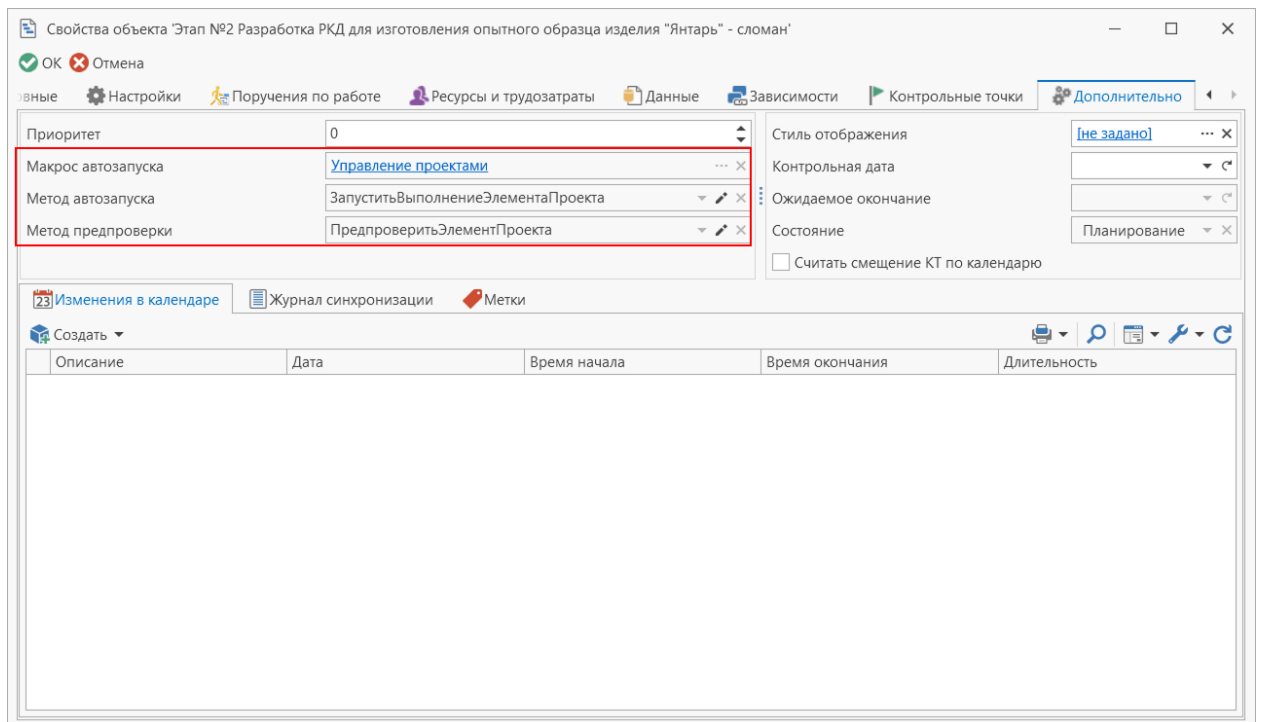 Свойства объекта 'Этап №2 Разработка РКД для изготовления опытного образца изделия "Янтарь" - сломан'
ОК Отмена
вные Настройки Поручения по работе Ресурсы и трудозатраты Данные Зависимости Контрольные точки Дополнительно
Приоритет 0 Стиль отображения [не задано]
Макрос автозапуска Управление проектами Контрольная дата
Метод автозапуска ЗапуститьВыполнениеЭлементаПроекта Ожидаемое окончание
Метод предпроверки ПредпроверитьЭлементПроекта Состояние Планирование
Считать смещение КТ по календарю
23 Изменения в календаре Журнал синхронизации Метки
Создать
Описание Дата Время начала Время окончания Длительность